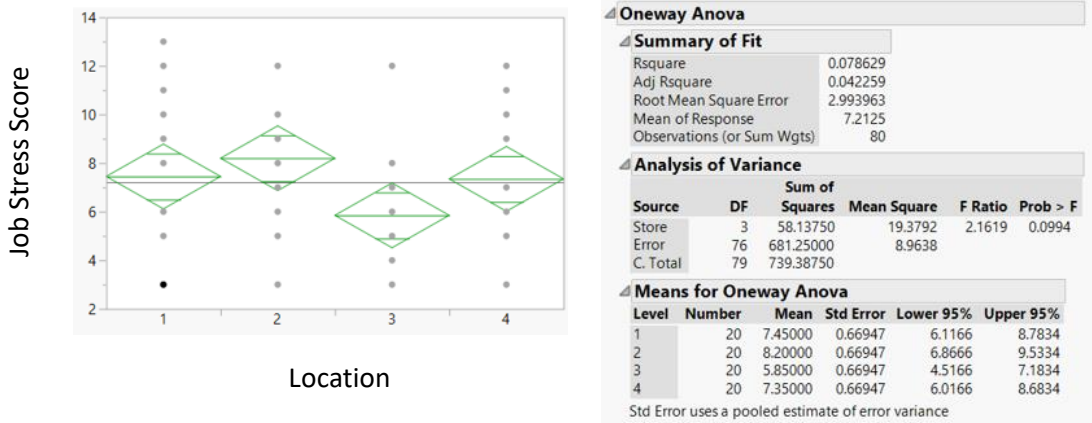 14
12
10
8
6
4
2
Job Stress Score
1 2 3 4
Location
Oneway Anova
Summary of Fit
Rsquare 0.078629
Adj Rsquare 0.042259
Root Mean Square Error 2.993963
Mean of Response 7.2125
Observations (or Sum Wgts) 80
Analysis of Variance
Sum of
Source DF Squares Mean Square F Ratio Prob > F
Store 3 58.13750 19.3792 2.1619 0.0994
Error 76 681.25000 8.9638
C. Total 79 739.38750
Means for Oneway Anova
Level Number Mean Std Error Lower 95% Upper 95%
1 20 7.45000 0.66947 6.1166 8.7834
2 20 8.20000 0.66947 6.8666 9.5334
3 20 5.85000 0.66947 4.5166 7.1834
4 20 7.35000 0.66947 6.0166 8.6834
Std Error uses a pooled estimate of error variance